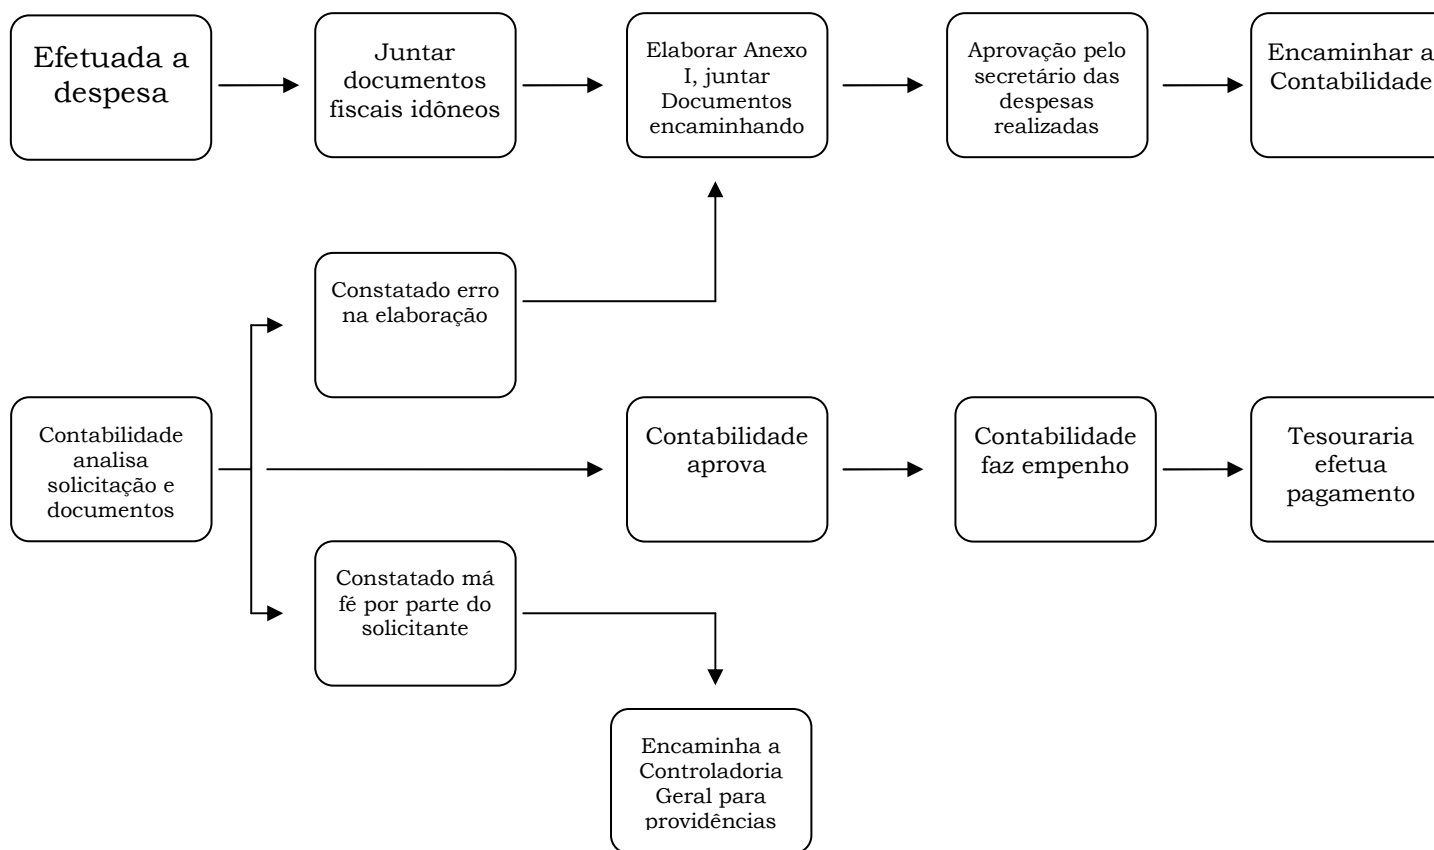 Efetuada a
despesa
Juntar
documentos
fiscais idôneos
Elaborar Anexo
I, juntar
Documentos
encaminhando
Aprovação pelo
secretário das
despesas
realizadas
Encaminhar a
Contabilidade
Constatado erro
na elaboração
Contabilidade
analisa
solicitação e
documentos
Contabilidade
aprova
Contabilidade
faz empenho
Tesouraria
efetua
pagamento
Constatado má
fé por parte do
solicitante
Encaminha a
Controladoria
Geral para
providências